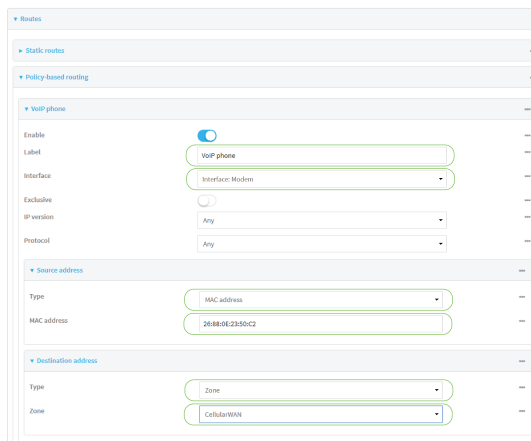 Routes
Static routes
Policy-based routing
VoIP phone
Enable
Label VoIP phone
Interface Interface: Modem
Exclusive
IP version Any
Protocol Any
Source address
Type MAC address
MAC address 26:88:0E:23:50:C2
Destination address
Type Zone
Zone CellularWAN